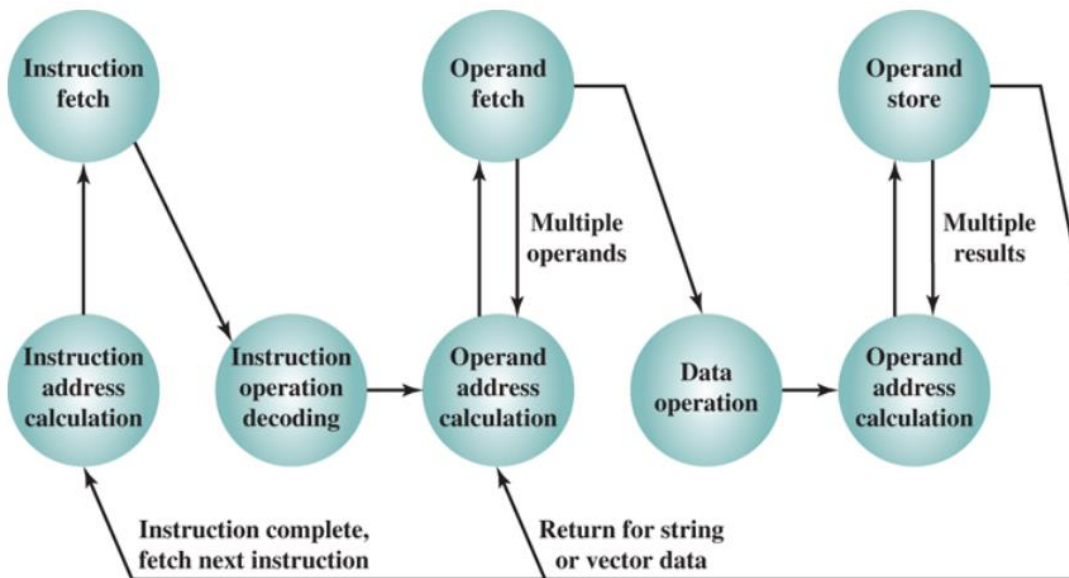 Instruction
fetch
Operand
fetch
Operand
store
Multiple
operands
Multiple
results
Instruction
address
calculation
Instruction
operation
decoding
Operand
address
calculation
Data
operation
Operand
address
calculation
Instruction complete,
fetch next instruction
Return for string
or vector data